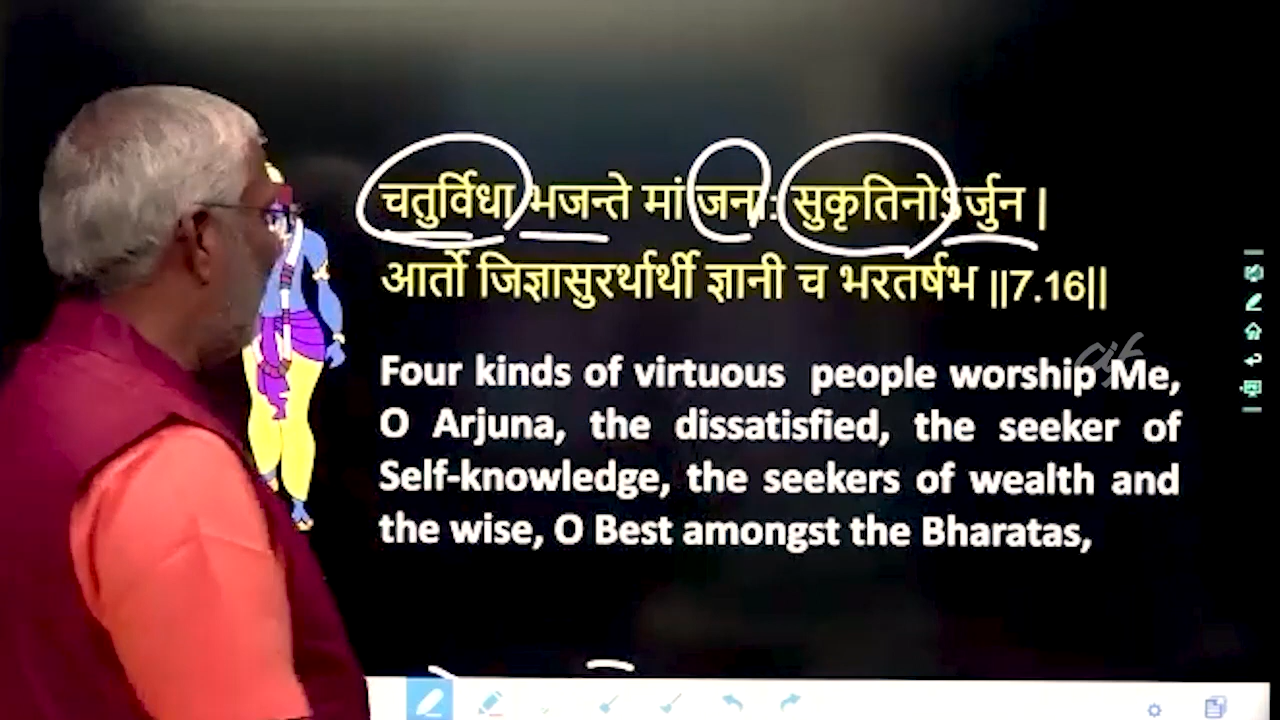 चतुर्विधा भजन्ते मां जना: सुकृतिनोऽर्जुन |
आर्तो जिज्ञासुरर्थार्थी ज्ञानी च भरतर्षभ ||7.16||
Four kinds of virtuous people worship Me,
O Arjuna, the dissatisfied, the seeker of
Self-knowledge, the seekers of wealth and
the wise, O Best amongst the Bharatas,